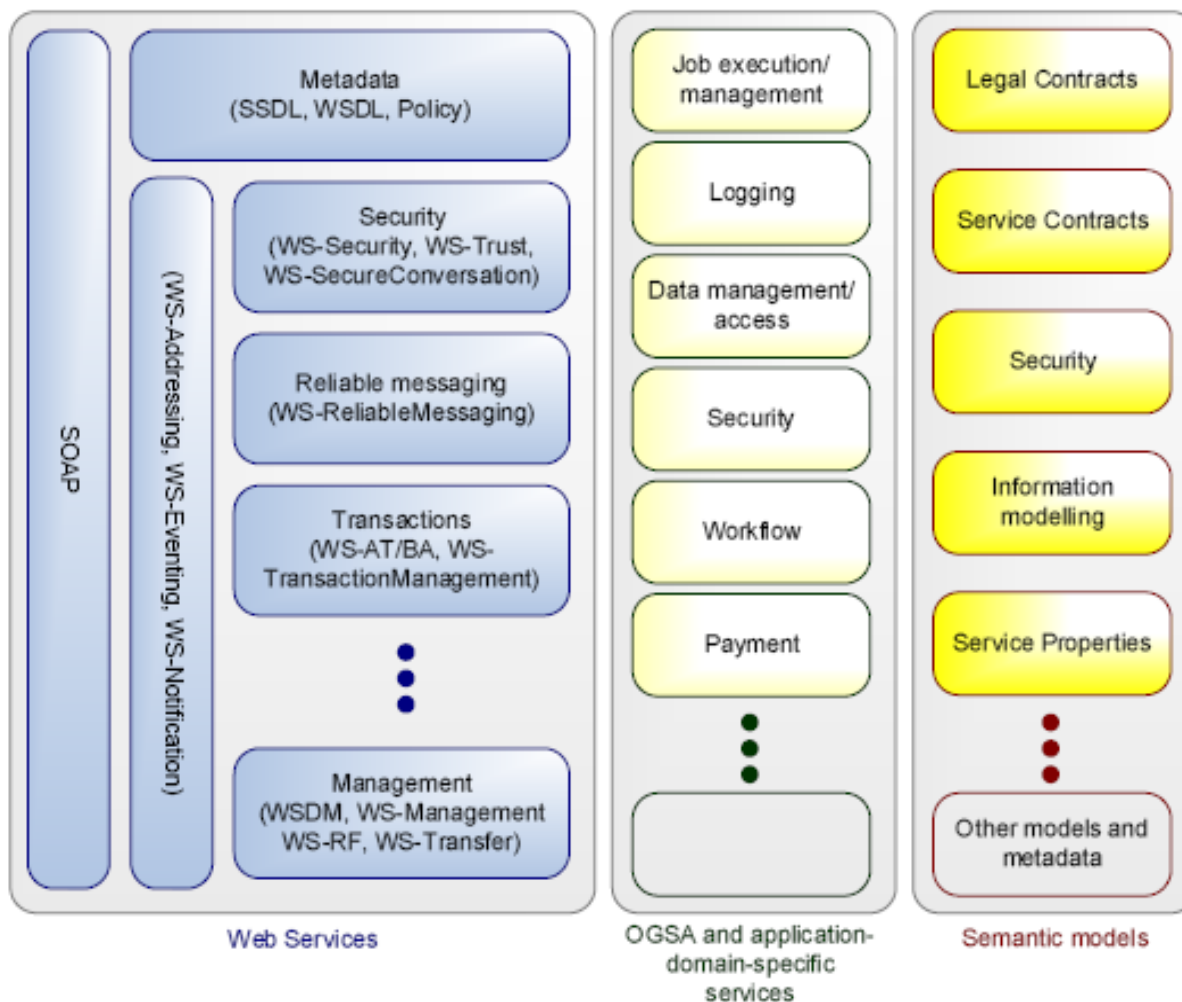 SOAP
Metadata
(SSDL, WSDL, Policy)
(WS-Addressing, WS-Eventing, WS-Notification)
Security
(WS-Security, WS-Trust,
WS-SecureConversation)
Reliable messaging
(WS-ReliableMessaging)
Transactions
(WS-AT/BA, WS-
TransactionManagement)
Management
(WSDM, WS-Management
WS-RF, WS-Transfer)
Web Services
Job execution/
management
Logging
Data management/
access
Security
Workflow
Payment
OGSA and application-
domain-specific
services
Legal Contracts
Service Contracts
Security
Information
modelling
Service Properties
Other models and
metadata
Semantic models